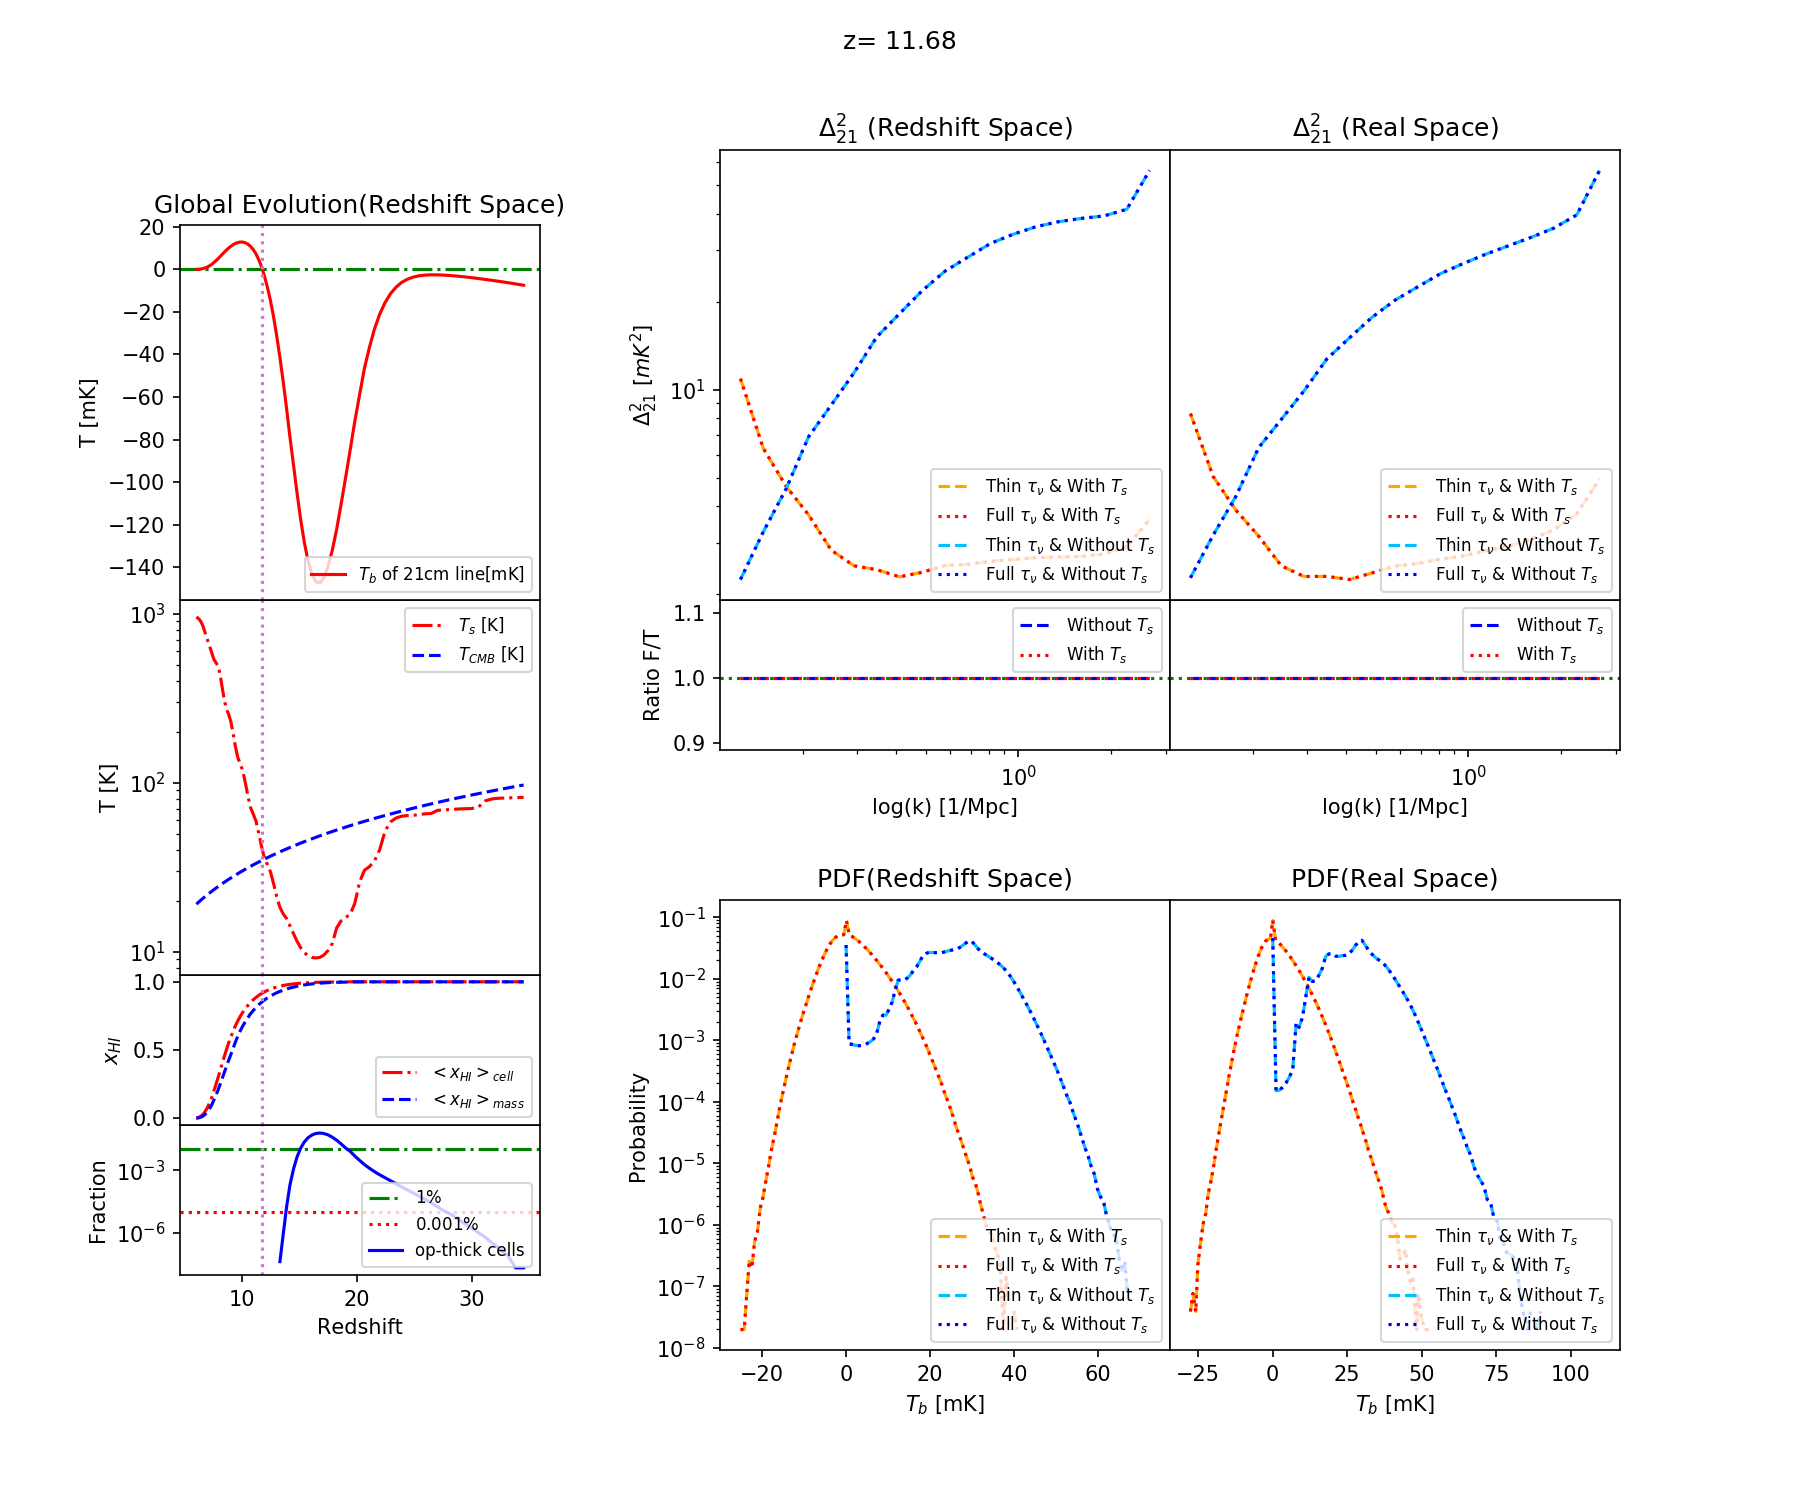 z= 11.68
Global Evolution(Redshift Space)
20
0
−20
−40
−60
−80
−100
−120
−140
T [mK]
T_b of 21cm line[mK]
10^3
10^2
10^1
T [K]
T_s [K]
T_CMB [K]
1.0
0.5
0.0
x_HI
< x_HI >_cell
< x_HI >_mass
10^−3
10^−6
Fraction
1%
0.001%
op-thick cells
10 20 30
Redshift
Δ^2_21 (Redshift Space)
Δ^2_21 (Real Space)
10^1
Δ^2_21 [mK^2]
Thin τ_ν & With T_s
Full τ_ν & With T_s
Thin τ_ν & Without T_s
Full τ_ν & Without T_s
Thin τ_ν & With T_s
Full τ_ν & With T_s
Thin τ_ν & Without T_s
Full τ_ν & Without T_s
1.1
1.0
0.9
Ratio F/T
Without T_s
With T_s
Without T_s
With T_s
10^0
10^0
log(k) [1/Mpc]
log(k) [1/Mpc]
PDF(Redshift Space)
PDF(Real Space)
10^−1
10^−2
10^−3
10^−4
10^−5
10^−6
10^−7
10^−8
Probability
Thin τ_ν & With T_s
Full τ_ν & With T_s
Thin τ_ν & Without T_s
Full τ_ν & Without T_s
Thin τ_ν & With T_s
Full τ_ν & With T_s
Thin τ_ν & Without T_s
Full τ_ν & Without T_s
−20 0 20 40 60
−25 0 25 50 75 100
T_b [mK]
T_b [mK]